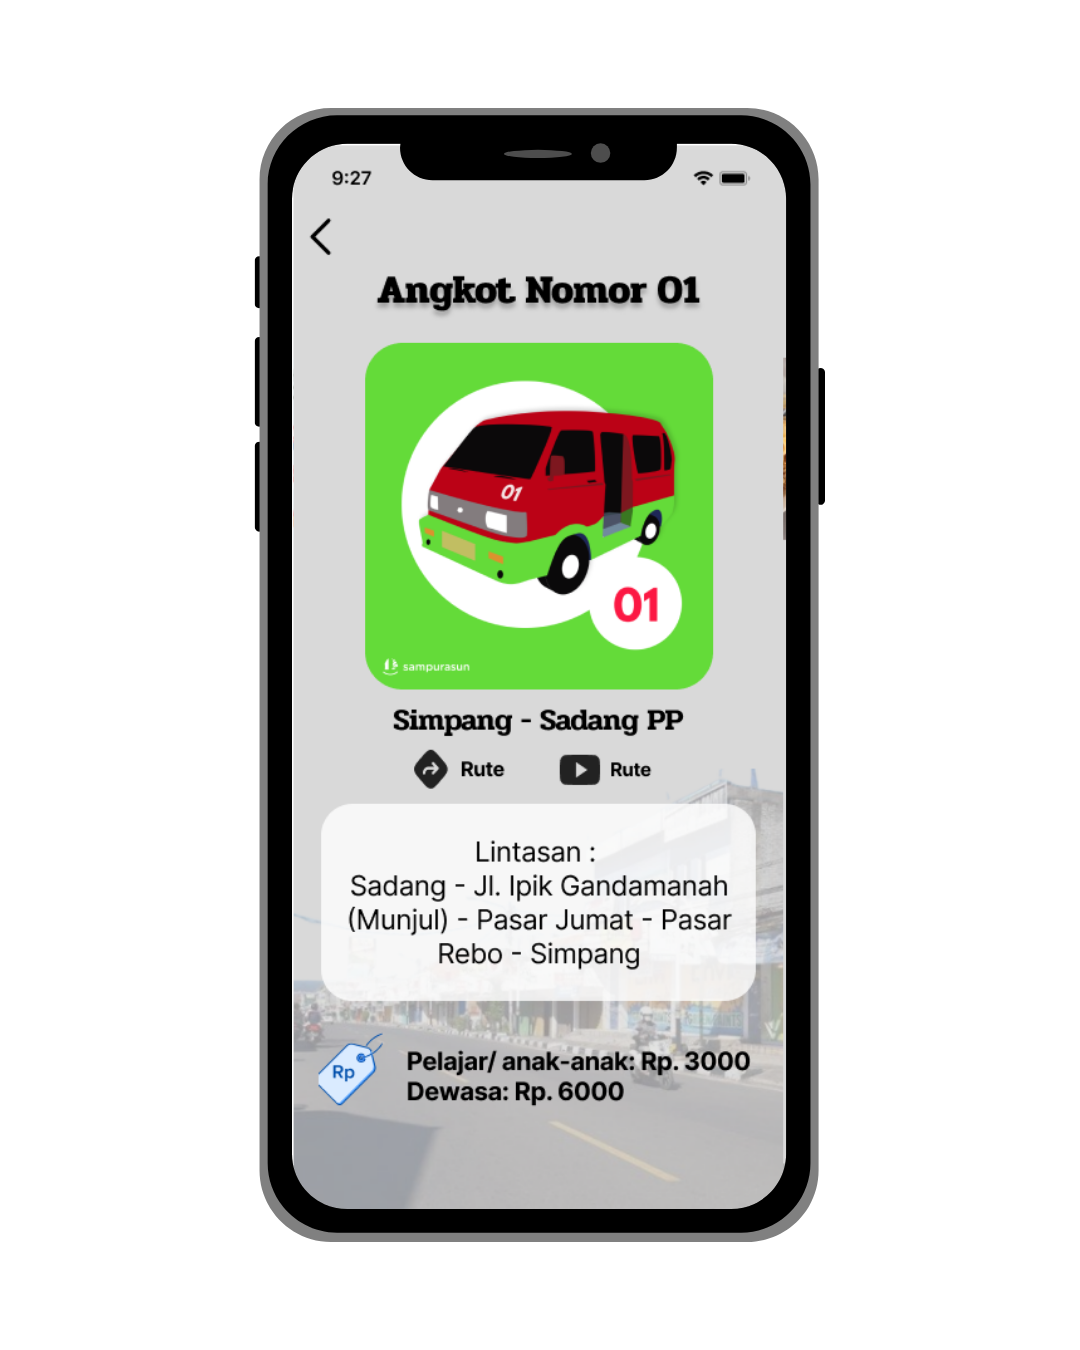 9:27
Angkot Nomor 01
01
01
sampurasun
Simpang - Sadang PP
Rute
Rute
Lintasan :
Sadang - Jl. Ipik Gandamanah
(Munjul) - Pasar Jumat - Pasar
Rebo - Simpang
Rp
Pelajar/ anak-anak: Rp. 3000
Dewasa: Rp. 6000